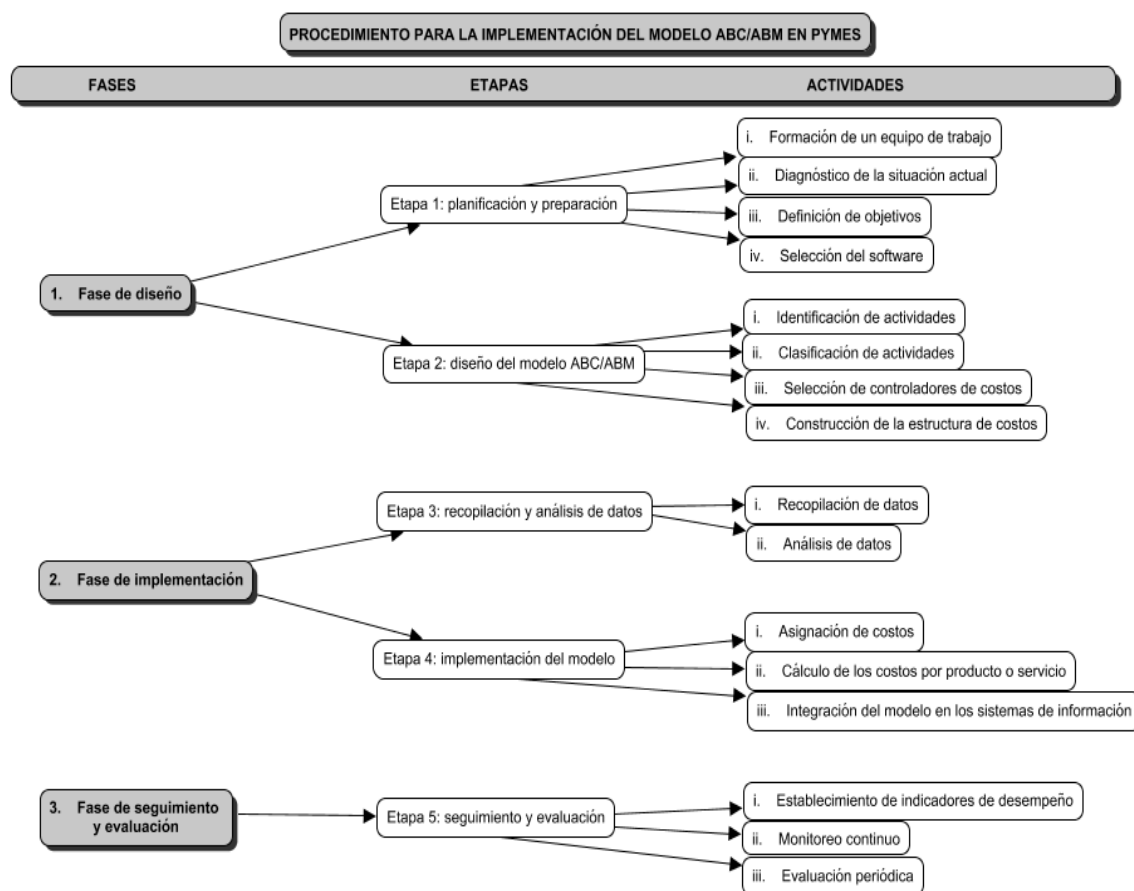 PROCEDIMIENTO PARA LA IMPLEMENTACIÓN DEL MODELO ABC/ABM EN PYMES
FASES
ETAPAS
ACTIVIDADES
1. Fase de diseño
Etapa 1: planificación y preparación
i. Formación de un equipo de trabajo
ii. Diagnóstico de la situación actual
iii. Definición de objetivos
iv. Selección del software
Etapa 2: diseño del modelo ABC/ABM
i. Identificación de actividades
ii. Clasificación de actividades
iii. Selección de controladores de costos
iv. Construcción de la estructura de costos
2. Fase de implementación
Etapa 3: recopilación y análisis de datos
i. Recopilación de datos
ii. Análisis de datos
Etapa 4: implementación del modelo
i. Asignación de costos
ii. Cálculo de los costos por producto o servicio
iii. Integración del modelo en los sistemas de información
3. Fase de seguimiento
y evaluación
Etapa 5: seguimiento y evaluación
i. Establecimiento de indicadores de desempeño
ii. Monitoreo continuo
iii. Evaluación periódica